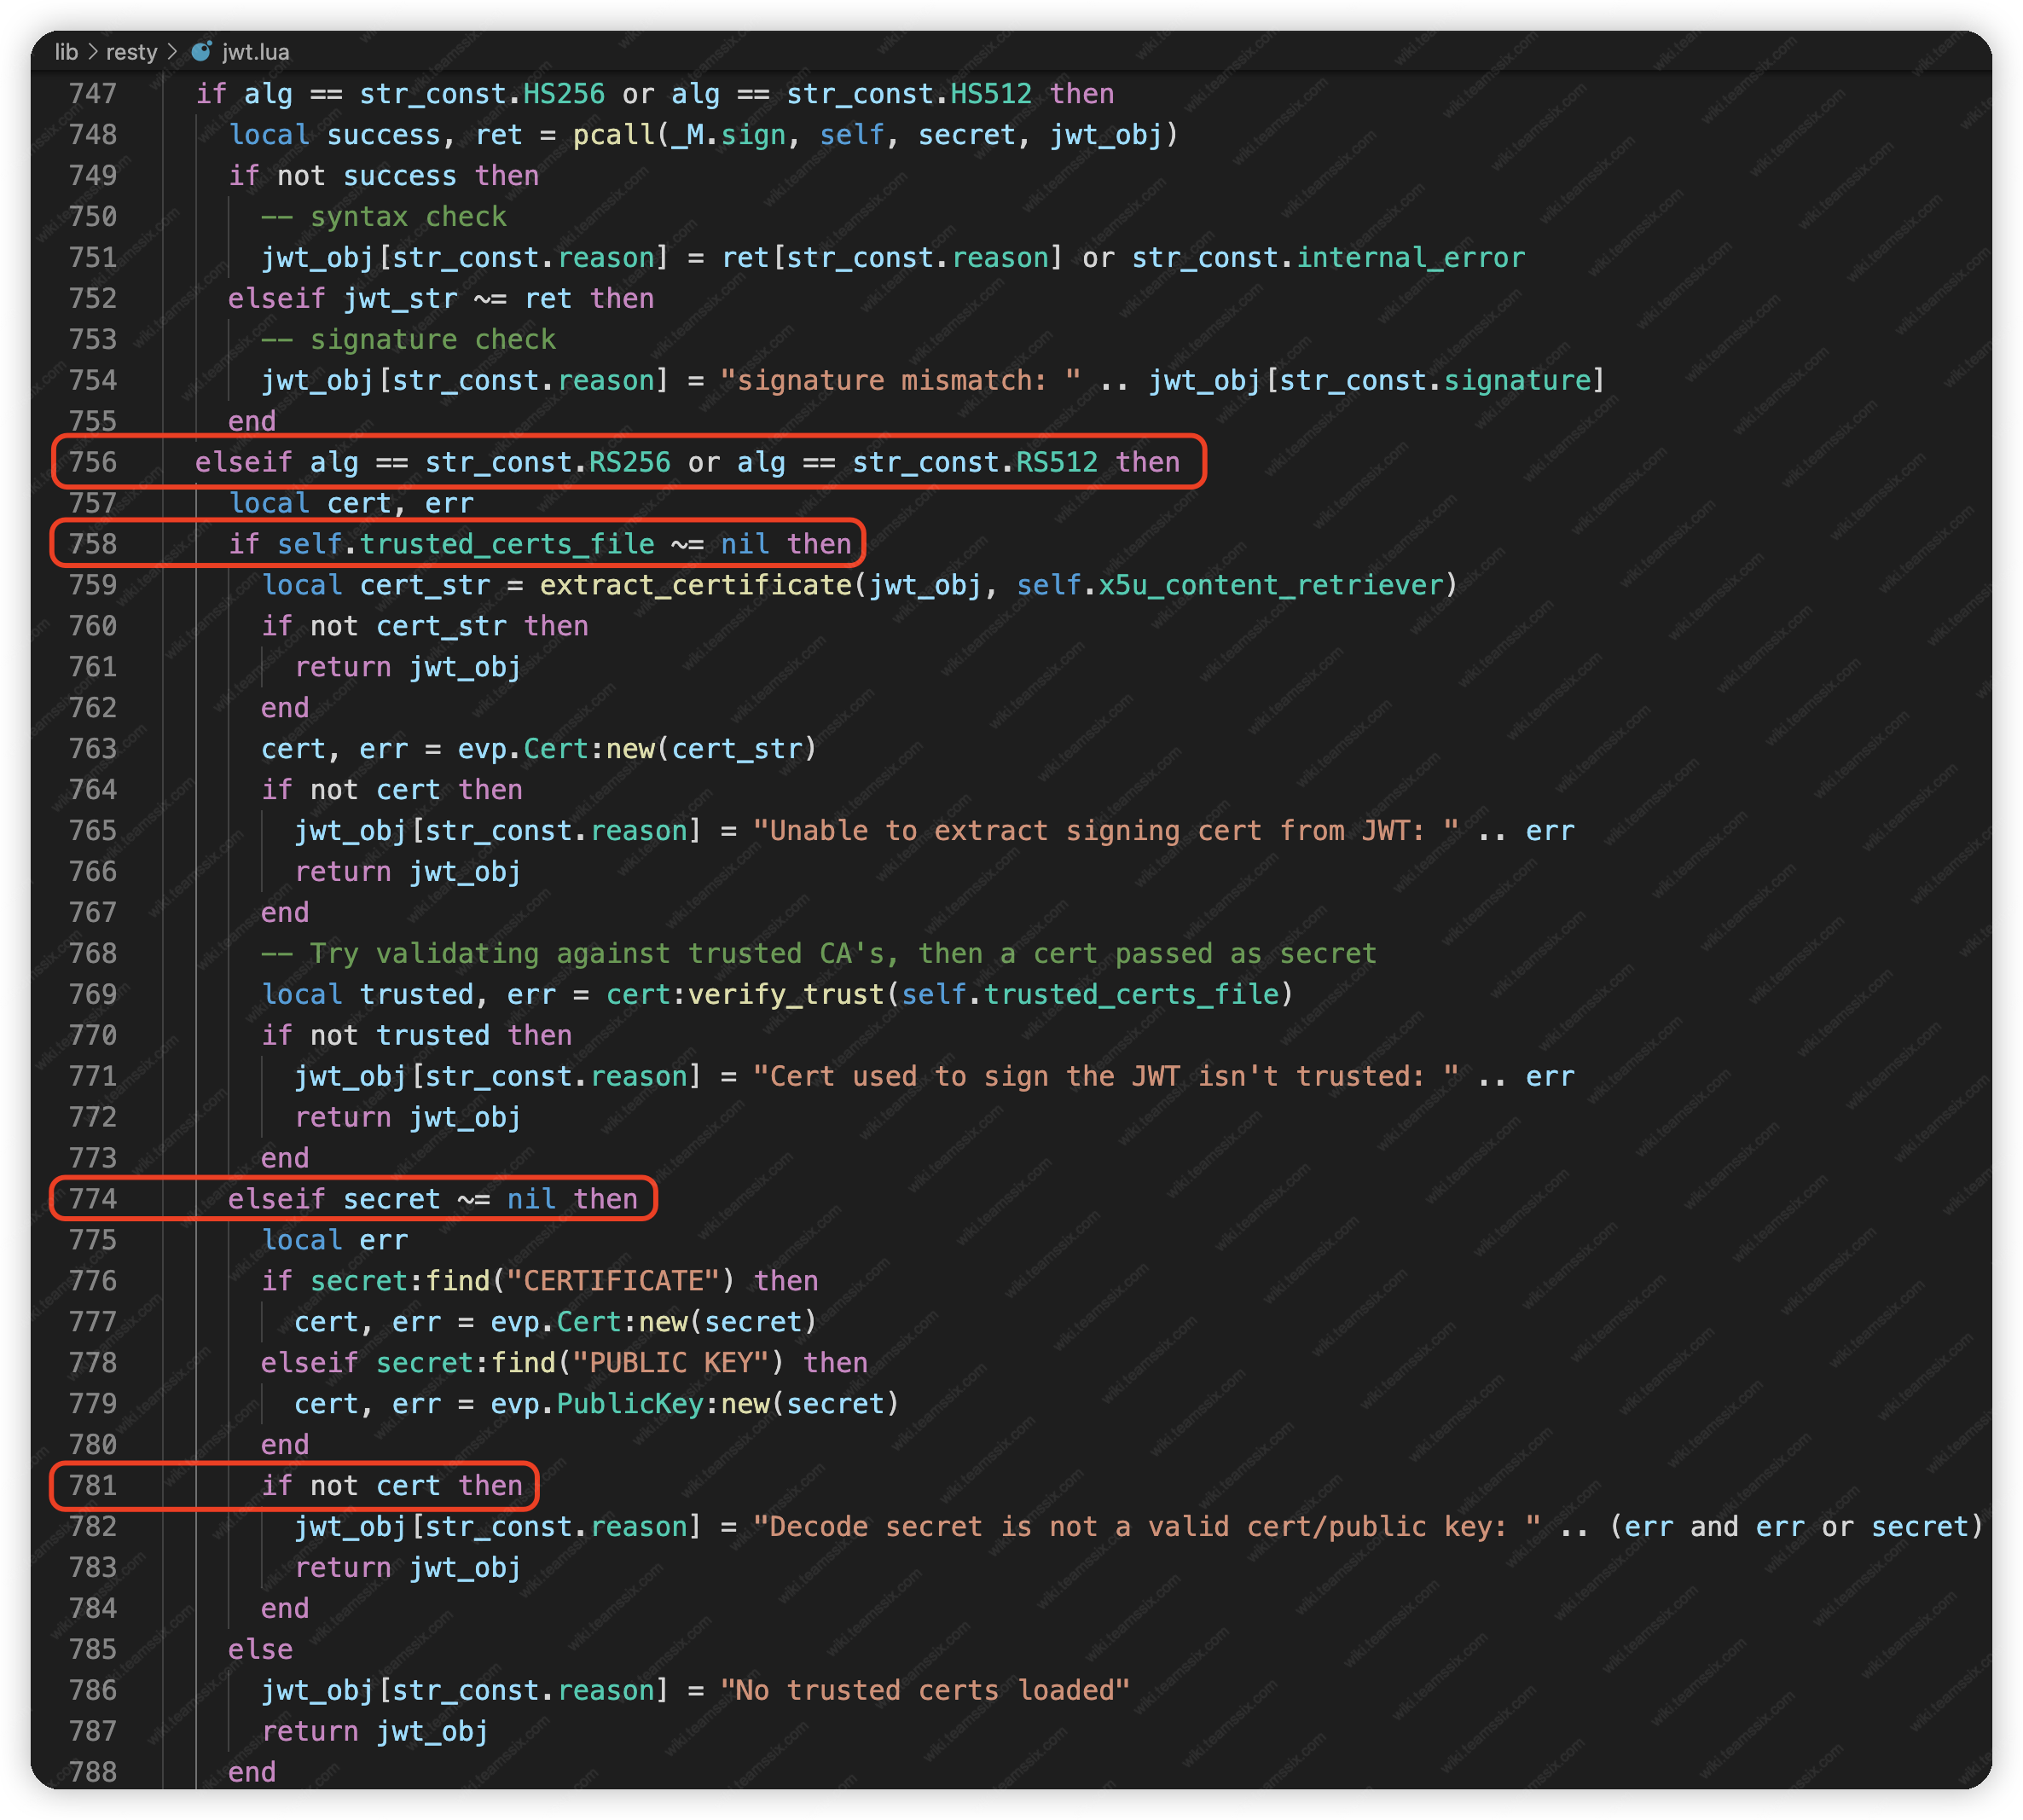 lib > resty > jwt.lua
747 if alg == str_const.HS256 or alg == str_const.HS512 then
748 local success, ret = pcall(_M.sign, self, secret, jwt_obj)
749 if not success then
750 -- syntax check
751 jwt_obj[str_const.reason] = ret[str_const.reason] or str_const.internal_error
752 elseif jwt_str ~= ret then
753 -- signature check
754 jwt_obj[str_const.reason] = "signature mismatch: " .. jwt_obj[str_const.signature]
755 end
756 elseif alg == str_const.RS256 or alg == str_const.RS512 then
757 local cert, err
758 if self.trusted_certs_file ~= nil then
759 local cert_str = extract_certificate(jwt_obj, self.x5u_content_retriever)
760 if not cert_str then
761 return jwt_obj
762 end
763 cert, err = evp.Cert:new(cert_str)
764 if not cert then
765 jwt_obj[str_const.reason] = "Unable to extract signing cert from JWT: " .. err
766 return jwt_obj
767 end
768 -- Try validating against trusted CA's, then a cert passed as secret
769 local trusted, err = cert:verify_trust(self.trusted_certs_file)
770 if not trusted then
771 jwt_obj[str_const.reason] = "Cert used to sign the JWT isn't trusted: " .. err
772 return jwt_obj
773 end
774 elseif secret ~= nil then
775 local err
776 if secret:find("CERTIFICATE") then
777 cert, err = evp.Cert:new(secret)
778 elseif secret:find("PUBLIC KEY") then
779 cert, err = evp.PublicKey:new(secret)
780 end
781 if not cert then
782 jwt_obj[str_const.reason] = "Decode secret is not a valid cert/public key: " .. (err and err or secret)
783 return jwt_obj
784 end
785 else
786 jwt_obj[str_const.reason] = "No trusted certs loaded"
787 return jwt_obj
788 end
wiki.teamssix.com